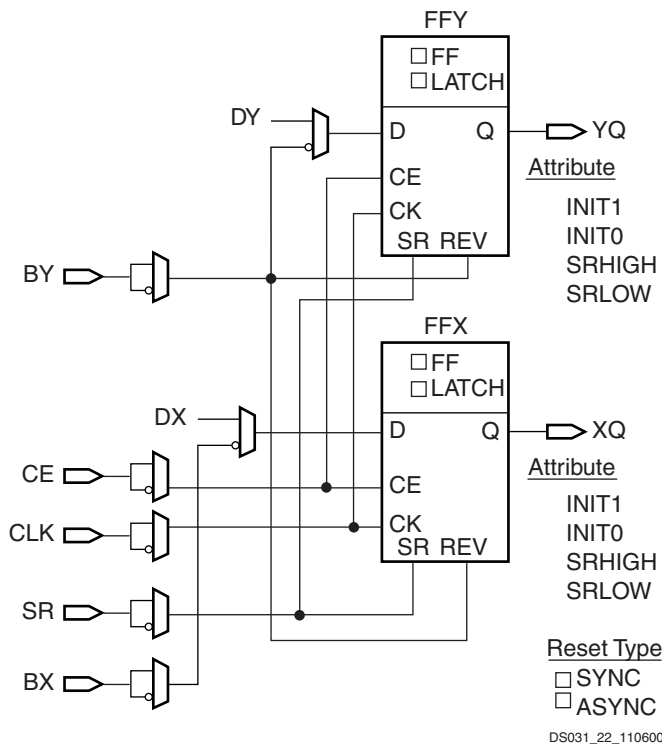 FFY
FF
LATCH
DY
D
Q
YQ
CE
CK
SR REV
Attribute
INIT1
INIT0
SRHIGH
SRLOW
BY
FFX
FF
LATCH
DX
D
Q
XQ
CE
CE
CLK
CK
SR REV
Attribute
INIT1
INIT0
SRHIGH
SRLOW
SR
BX
Reset Type
SYNC
ASYNC
DS031_22_110600